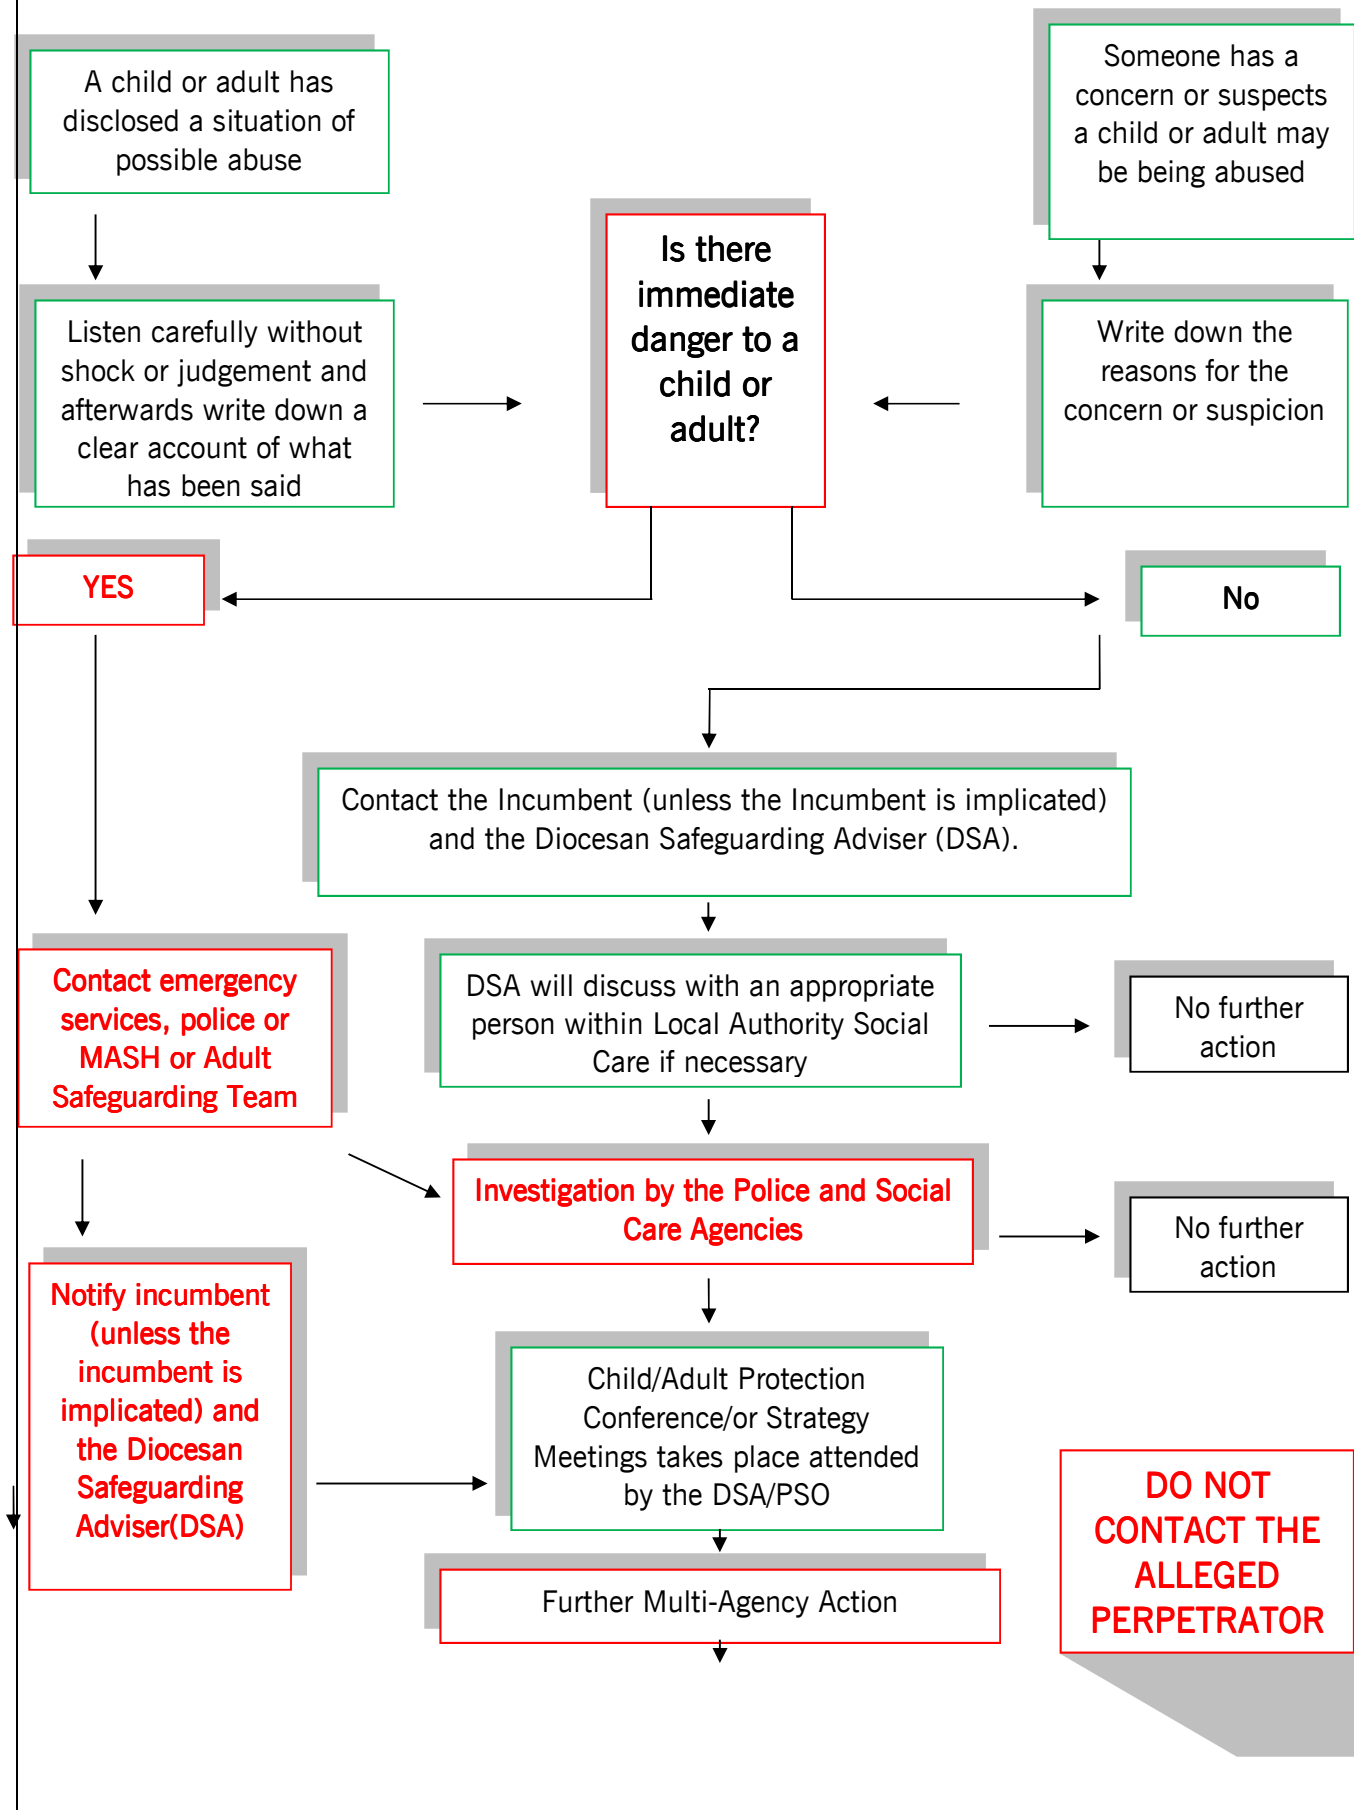 A child or adult has
disclosed a situation of
possible abuse
Someone has a
concern or suspects
a child or adult may
be being abused
Is there
immediate
danger to a
child or
adult?
Listen carefully without
shock or judgement and
afterwards write down a
clear account of what
has been said
Write down the
reasons for the
concern or suspicion
YES
No
Contact the Incumbent (unless the Incumbent is implicated)
and the Diocesan Safeguarding Adviser (DSA).
Contact emergency
services, police or
MASH or Adult
Safeguarding Team
DSA will discuss with an appropriate
person within Local Authority Social
Care if necessary
No further
action
Investigation by the Police and Social
Care Agencies
No further
action
Notify incumbent
(unless the
incumbent is
implicated) and
the Diocesan
Safeguarding
Adviser(DSA)
Child/Adult Protection
Conference/or Strategy
Meetings takes place attended
by the DSA/PSO
DO NOT
CONTACT THE
ALLEGED
PERPETRATOR
Further Multi-Agency Action